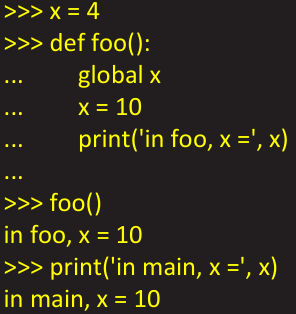 >>> x = 4
>>> def foo():
...       global x
...       x = 10
...       print('in foo, x =', x)
...
>>> foo()
in foo, x = 10
>>> print('in main, x =', x)
in main, x = 10